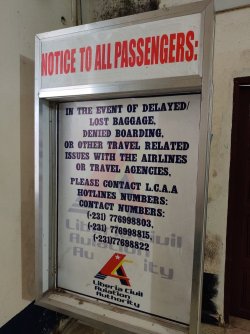 NOTICE TO ALL PASSENGERS:
IN THE EVENT OF DELAYED/
LOST BAGGAGE,
DENIED BOARDING,
OR OTHER TRAVEL RELATED
ISSUES WITH THE AIRLINES
OR TRAVEL AGENCIES,
PLEASE CONTACT L.C.A.A
HOTLINES NUMBERS:
CONTACT NUMBERS:
(-231) 776998803,
(-231) 776998815,
(-231)77698822
Liberia Civil
Aviation
Authority